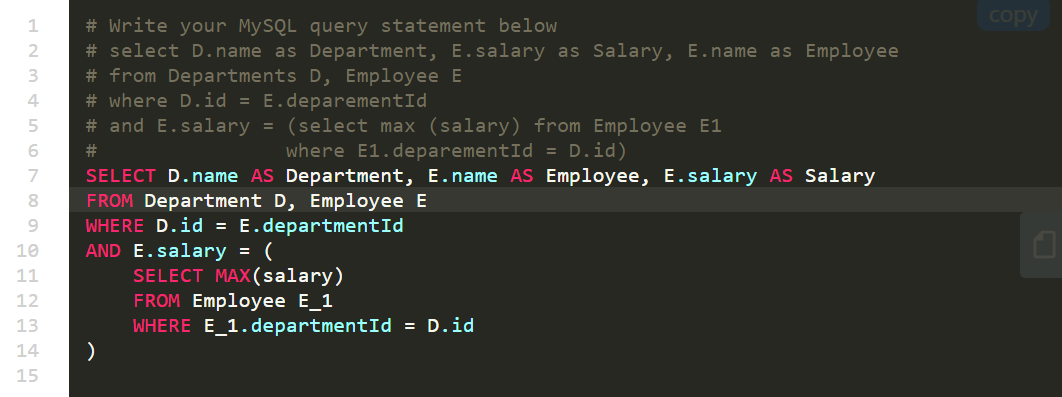 copy
1 # Write your MySQL query statement below
2 # select D.name as Department, E.salary as Salary, E.name as Employee
3 # from Departments D, Employee E
4 # where D.id = E.deparementId
5 # and E.salary = (select max (salary) from Employee E1
6 #                where E1.deparementId = D.id)
7 SELECT D.name AS Department, E.name AS Employee, E.salary AS Salary
8 FROM Department D, Employee E
9 WHERE D.id = E.departmentId
10 AND E.salary = (
11     SELECT MAX(salary)
12     FROM Employee E_1
13     WHERE E_1.departmentId = D.id
14 )
15